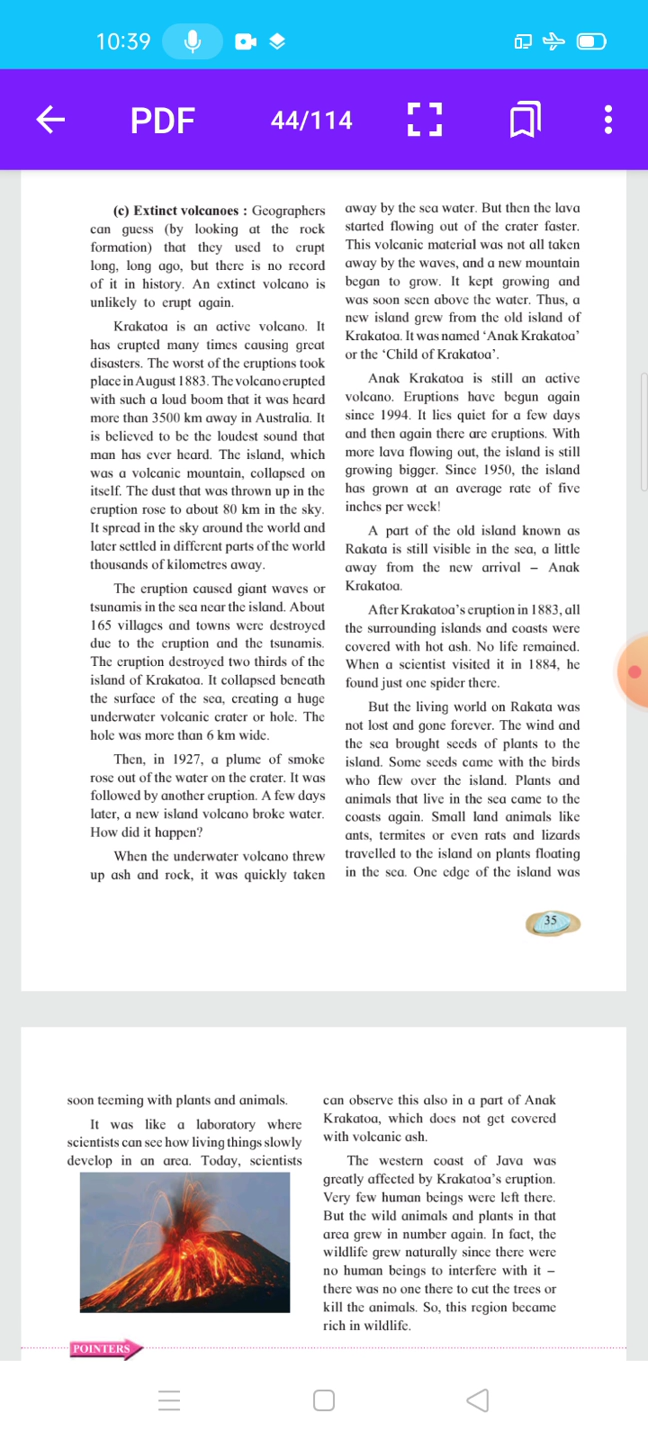 10:39
PDF
44/114
(c) Extinct volcanoes : Geographers
can guess (by looking at the rock
formation) that they used to erupt
long, long ago, but there is no record
of it in history. An extinct volcano is
unlikely to erupt again.
Krakatoa is an active volcano. It
has erupted many times causing great
disasters. The worst of the eruptions took
place in August 1883. The volcano erupted
with such a loud boom that it was heard
more than 3500 km away in Australia. It
is believed to be the loudest sound that
man has ever heard. The island, which
was a volcanic mountain, collapsed on
itself. The dust that was thrown up in the
eruption rose to about 80 km in the sky.
It spread in the sky around the world and
later settled in different parts of the world
thousands of kilometres away.
The eruption caused giant waves or
tsunamis in the sea near the island. About
165 villages and towns were destroyed
due to the eruption and the tsunamis.
The eruption destroyed two thirds of the
island of Krakatoa. It collapsed beneath
the surface of the sea, creating a huge
underwater volcanic crater or hole. The
hole was more than 6 km wide.
Then, in 1927, a plume of smoke
rose out of the water on the crater. It was
followed by another eruption. A few days
later, a new island volcano broke water.
How did it happen?
When the underwater volcano threw
up ash and rock, it was quickly taken
away by the sea water. But then the lava
started flowing out of the crater faster.
This volcanic material was not all taken
away by the waves, and a new mountain
began to grow. It kept growing and
was soon seen above the water. Thus, a
new island grew from the old island of
Krakatoa. It was named ‘Anak Krakatoa’
or the ‘Child of Krakatoa’.
Anak Krakatoa is still an active
volcano. Eruptions have begun again
since 1994. It lies quiet for a few days
and then again there are eruptions. With
more lava flowing out, the island is still
growing bigger. Since 1950, the island
has grown at an average rate of five
inches per week!
A part of the old island known as
Rakata is still visible in the sea, a little
away from the new arrival – Anak
Krakatoa.
After Krakatoa’s eruption in 1883, all
the surrounding islands and coasts were
covered with hot ash. No life remained.
When a scientist visited it in 1884, he
found just one spider there.
But the living world on Rakata was
not lost and gone forever. The wind and
the sea brought seeds of plants to the
island. Some seeds came with the birds
who flew over the island. Plants and
animals that live in the sea came to the
coasts again. Small land animals like
ants, termites or even rats and lizards
travelled to the island on plants floating
in the sea. One edge of the island was
35
soon teeming with plants and animals.
It was like a laboratory where
scientists can see how living things slowly
develop in an area. Today, scientists
can observe this also in a part of Anak
Krakatoa, which does not get covered
with volcanic ash.
The western coast of Java was
greatly affected by Krakatoa’s eruption.
Very few human beings were left there.
But the wild animals and plants in that
area grew in number again. In fact, the
wildlife grew naturally since there were
no human beings to interfere with it –
there was no one there to cut the trees or
kill the animals. So, this region became
rich in wildlife.
POINTERS